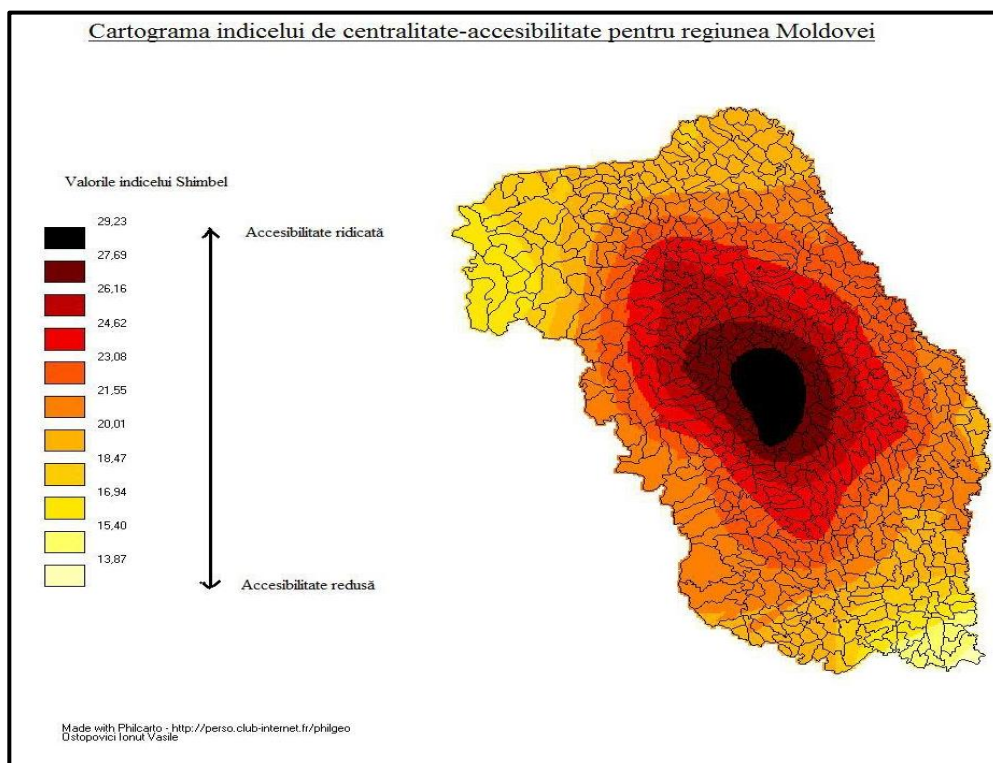 Cartograma indicelui de centralitate-accesibilitate pentru regiunea Moldovei
Valorile indicelui Shimbel
29,23
27,69
26,16
24,62
23,08
21,55
20,01
18,47
16,94
15,40
13,87
Accesibilitate ridicată
Accesibilitate redusă
Made with Philcarto - http://perso.club-internet.fr/philgeo
Ostopovici Ionut Vasile